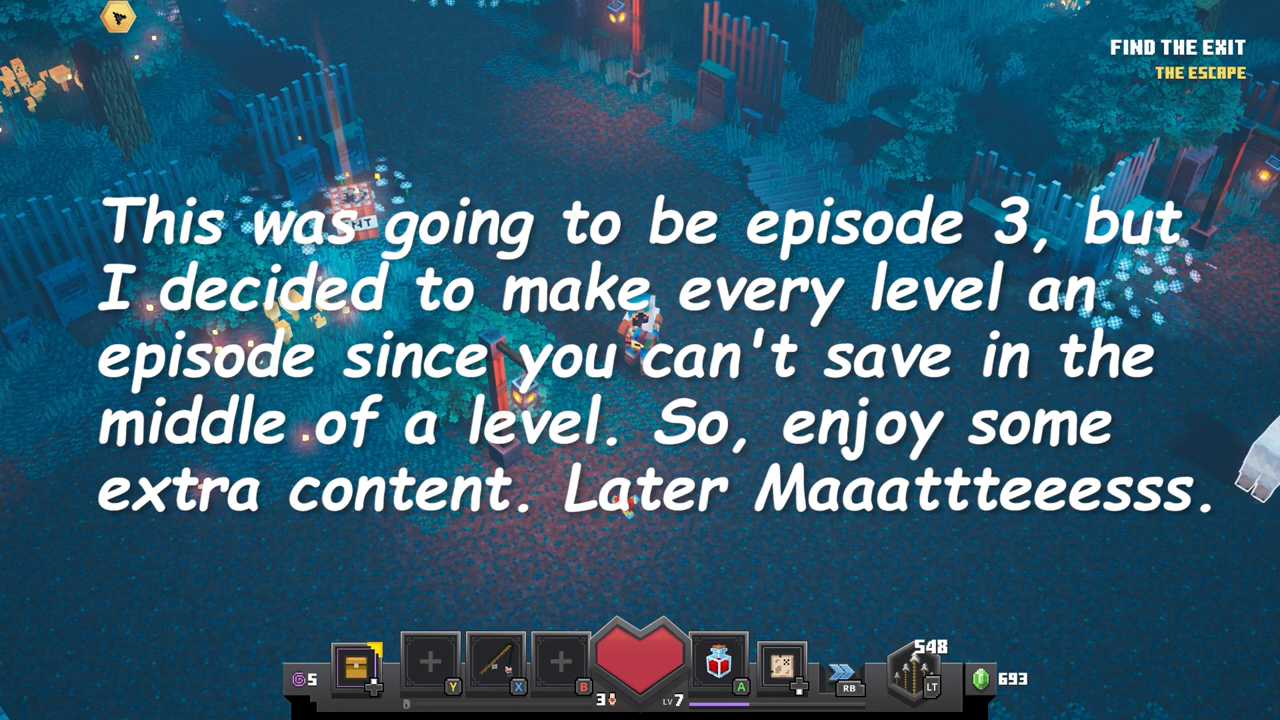 FIND THE EXIT
THE ESCAPE
This was going to be episode 3, but
I decided to make every level an
episode since you can't save in the
middle of a level. So, enjoy some
extra content. Later Maaattteeesss.
5
Y
X
B
3
LV 7
A
RB
548
LT
693